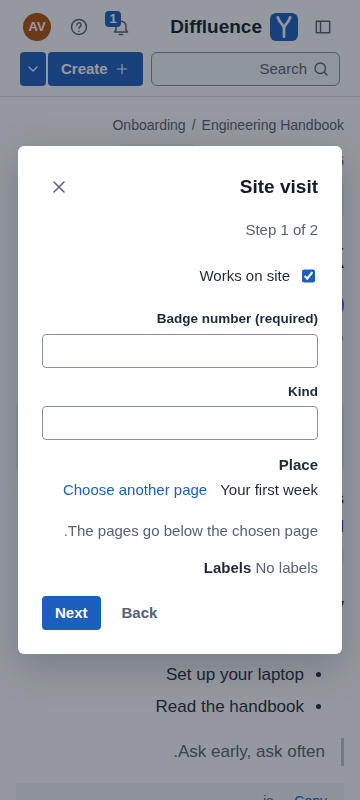 AV
1
Diffluence
Create
Search
Onboarding / Engineering Handbook
Site visit
Step 1 of 2
Works on site
Badge number (required)
Kind
Place
Choose another page Your first week
.The pages go below the chosen page
Labels No labels
Next Back
Set up your laptop
Read the handbook
.Ask early, ask often
Copy